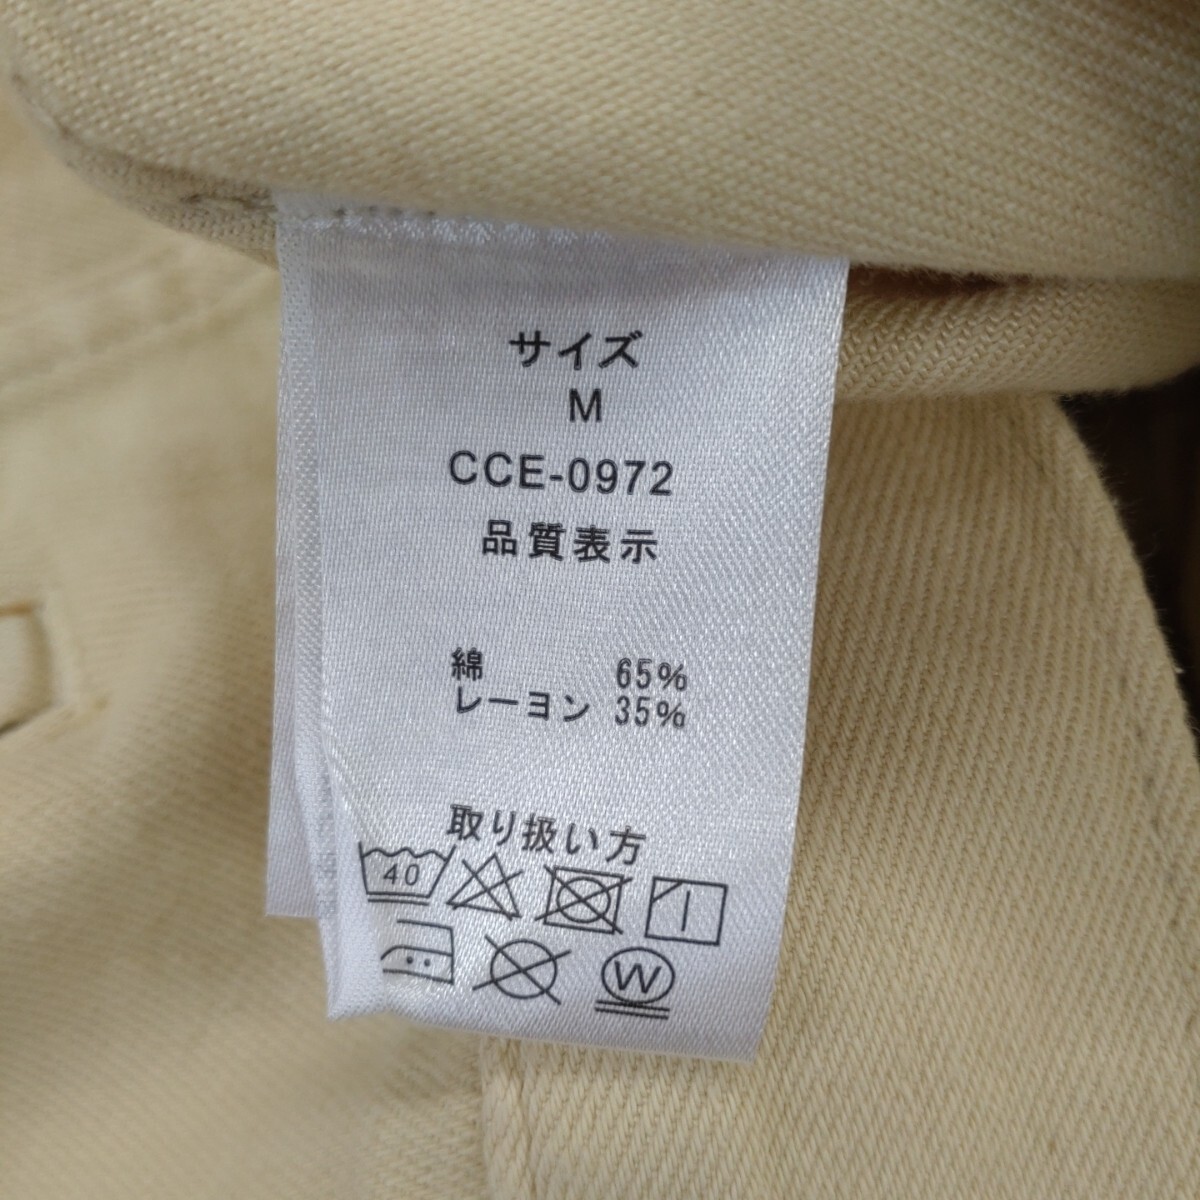 サイズ
M
CCE-0972
品質表示
綿 65%
レーヨン 35%
取り扱い方
40
W